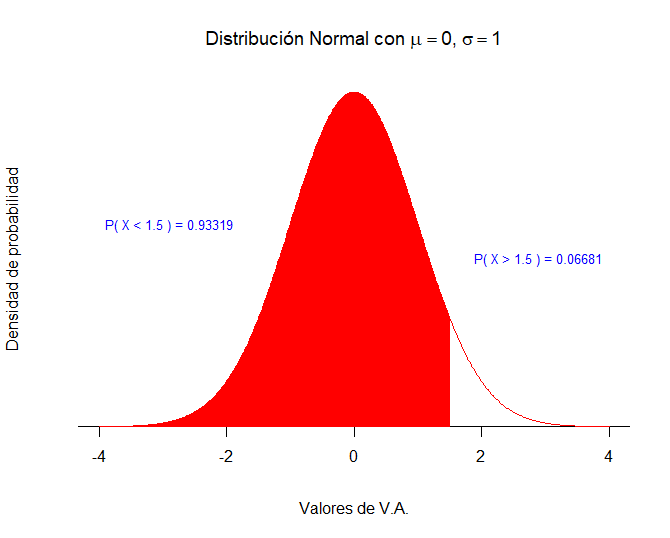 Distribución Normal con μ = 0, σ = 1
Densidad de probabilidad
P( X < 1.5 ) = 0.93319
P( X > 1.5 ) = 0.06681
-4 -2 0 2 4
Valores de V.A.